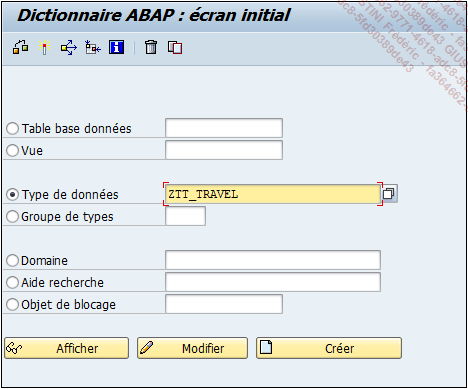 Dictionnaire ABAP : écran initial
Table base données
Vue
Type de données ZTT_TRAVEL
Groupe de types
Domaine
Aide recherche
Objet de blocage
Afficher Modifier Créer